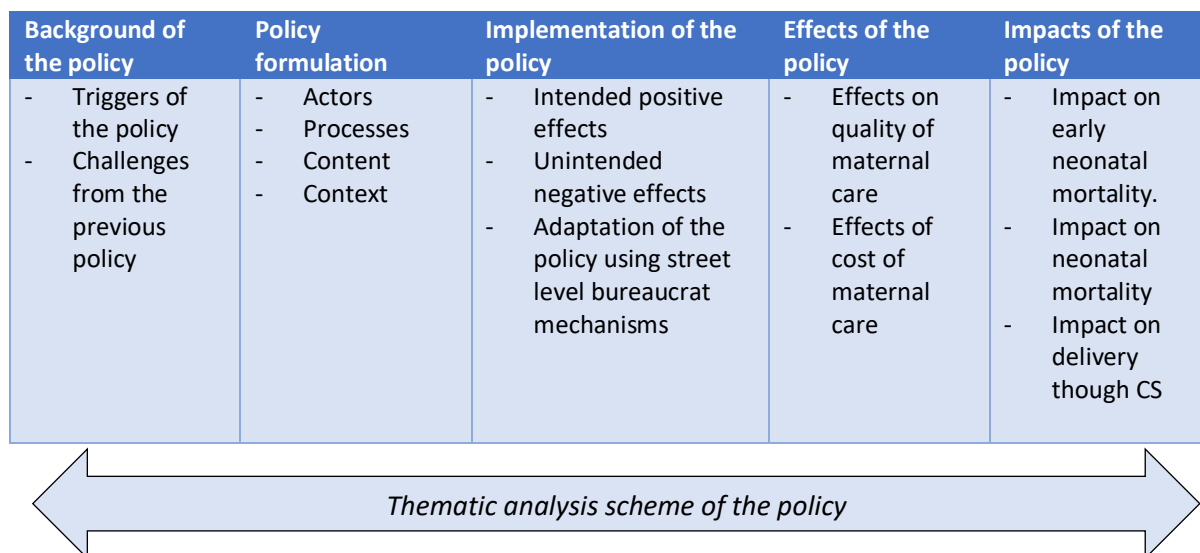 Background of
the policy
- Triggers of
the policy
- Challenges
from the
previous
policy
Policy
formulation
- Actors
- Processes
- Content
- Context
Implementation of the
policy
- Intended positive
effects
- Unintended
negative effects
- Adaptation of the
policy using street
level bureaucrat
mechanisms
Effects of the
policy
- Effects on
quality of
maternal
care
- Effects of
cost of
maternal
care
Impacts of the
policy
- Impact on
early
neonatal
mortality.
- Impact on
neonatal
mortality
- Impact on
delivery
though CS
Thematic analysis scheme of the policy